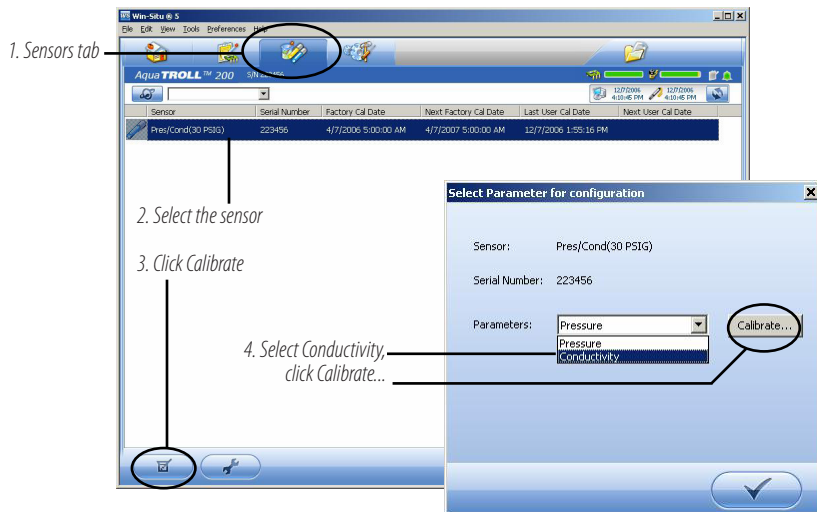 Win-Situ ® 5
File Edit View Tools Preferences Help
1. Sensors tab
AquaTROLL™ 200 S/N 223456
12/7/2006 4:10:45 PM 12/7/2006 4:10:45 PM
Sensor Serial Number Factory Cal Date Next Factory Cal Date Last User Cal Date Next User Cal Date
Pres/Cond(30 PSIG) 223456 4/7/2006 5:00:00 AM 4/7/2007 5:00:00 AM 12/7/2006 1:55:16 PM
2. Select the sensor
3. Click Calibrate
Select Parameter for configuration
Sensor: Pres/Cond(30 PSIG)
Serial Number: 223456
Parameters: Pressure Calibrate...
Pressure
Conductivity
4. Select Conductivity,
click Calibrate...